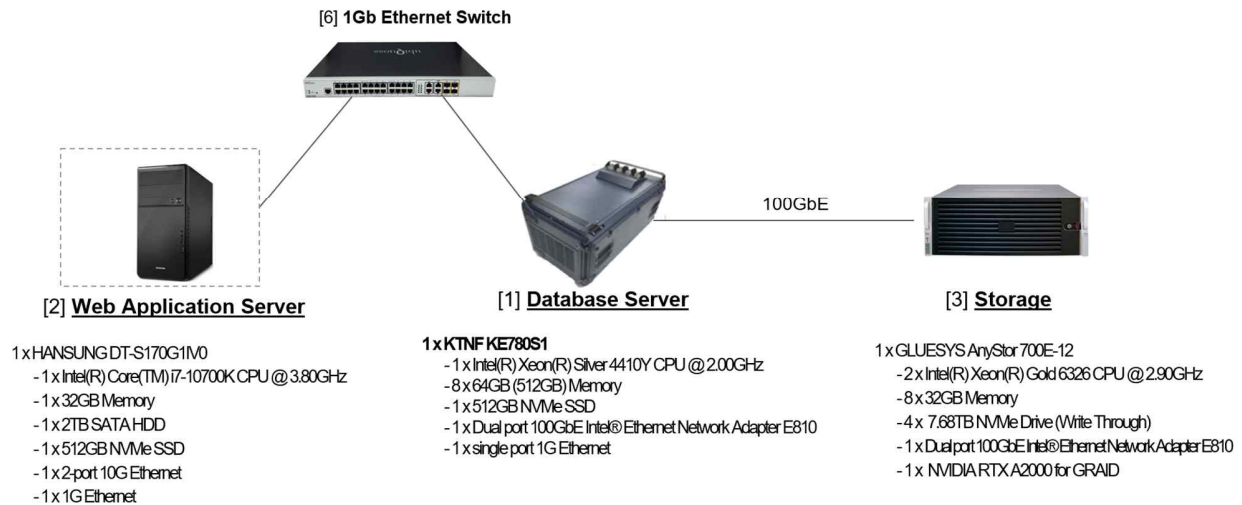 [6] 1Gb Ethernet Switch
ubiQuoss
100GbE
[2] Web Application Server
1 x HANSUNG DT-S170G1IV0
- 1 x Intel(R) Core(TM) i7-10700K CPU @ 3.80GHz
- 1 x 32GB Memory
- 1 x 2TB SATA HDD
- 1 x 512GB NVMe SSD
- 1 x 2-port 10G Ethernet
- 1 x 1G Ethernet
[1] Database Server
1 x KTNF KE780S1
- 1 x Intel(R) Xeon(R) Silver 4410Y CPU @ 2.00GHz
- 8 x 64GB (512GB) Memory
- 1 x 512GB NVMe SSD
- 1 x Dual port 100GbE Intel® Ethernet Network Adapter E810
- 1 x single port 1G Ethernet
[3] Storage
1 x GLUESYS AnyStor 700E-12
- 2 x Intel(R) Xeon(R) Gold 6326 CPU @ 2.90GHz
- 8 x 32GB Memory
- 4 x 7.68TB NVMe Drive (Write Through)
- 1 x Dual port 100GbE Intel® Ethernet Network Adapter E810
- 1 x NVIDIA RTX A2000 for GRAID